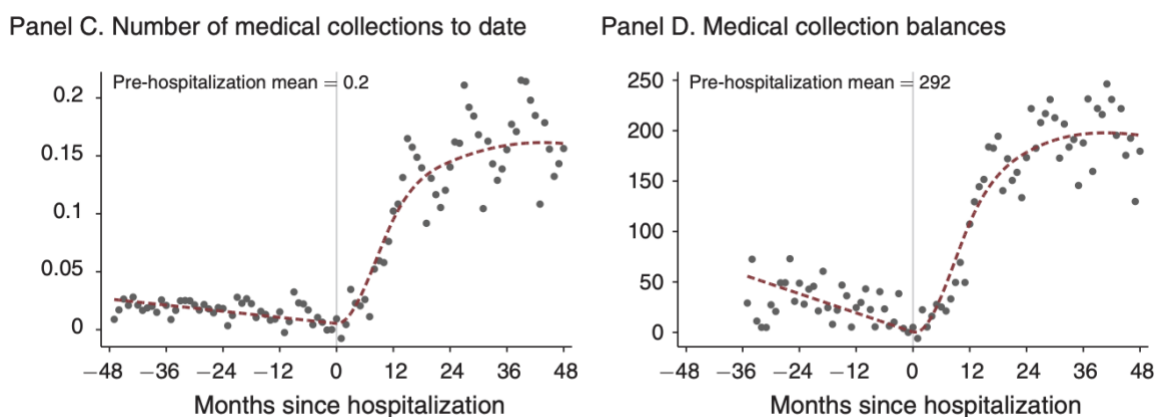 Panel C. Number of medical collections to date
Pre-hospitalization mean = 0.2
0.2
0.15
0.1
0.05
0
−48 −36 −24 −12 0 12 24 36 48
Months since hospitalization
Panel D. Medical collection balances
Pre-hospitalization mean = 292
250
200
150
100
50
0
−48 −36 −24 −12 0 12 24 36 48
Months since hospitalization